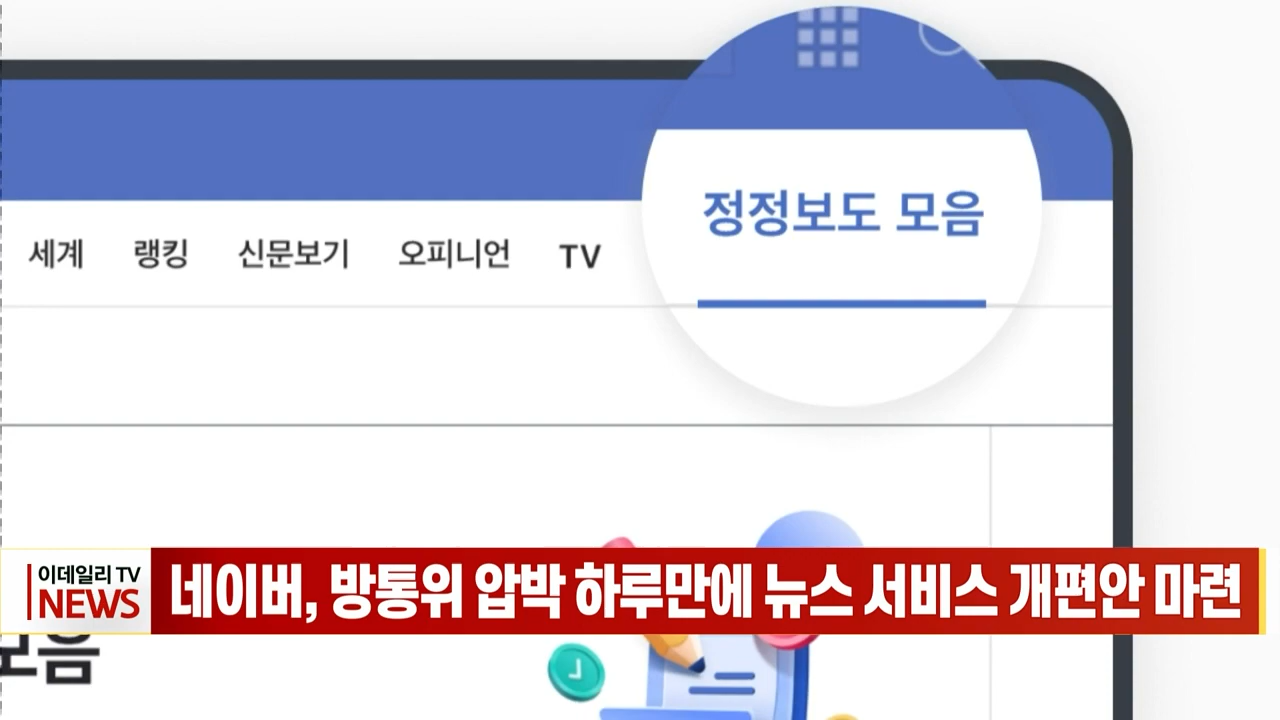 정정보도 모음
세계 랭킹 신문보기 오피니언 TV
이데일리 TV
NEWS
네이버, 방통위 압박 하루만에 뉴스 서비스 개편안 마련
모음